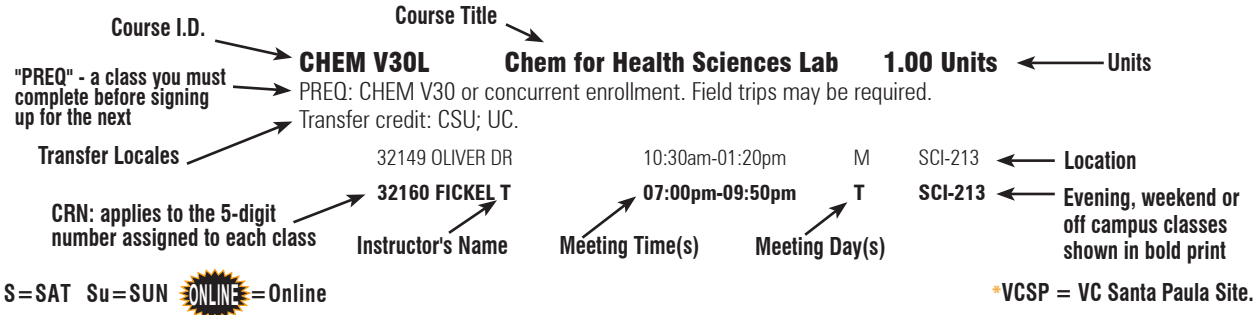 Course I.D.
Course Title
CHEM V30L Chem for Health Sciences Lab 1.00 Units
Units
"PREQ" - a class you must
complete before signing
up for the next
PREQ: CHEM V30 or concurrent enrollment. Field trips may be required.
Transfer credit: CSU; UC.
Transfer Locales
32149 OLIVER DR 10:30am-01:20pm M SCI-213
Location
32160 FICKEL T 07:00pm-09:50pm T SCI-213
Evening, weekend or
off campus classes
shown in bold print
CRN: applies to the 5-digit
number assigned to each class
Instructor's Name
Meeting Time(s)
Meeting Day(s)
S=SAT Su=SUN ONLINE=Online
*VCSP = VC Santa Paula Site.